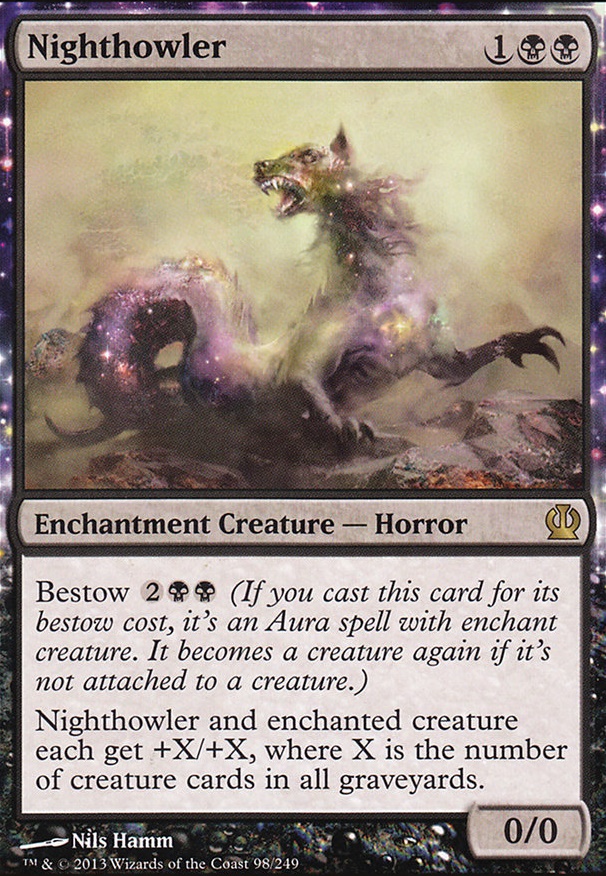 Nighthowler 1
Enchantment Creature — Horror
Bestow 2 (If you cast this card for its
bestow cost, it's an Aura spell with enchant
creature. It becomes a creature again if it's
not attached to a creature.)
Nighthowler and enchanted creature
each get +X/+X, where X is the number
of creature cards in all graveyards.
0/0
Nils Hamm
™ & © 2013 Wizards of the Coast 98/249